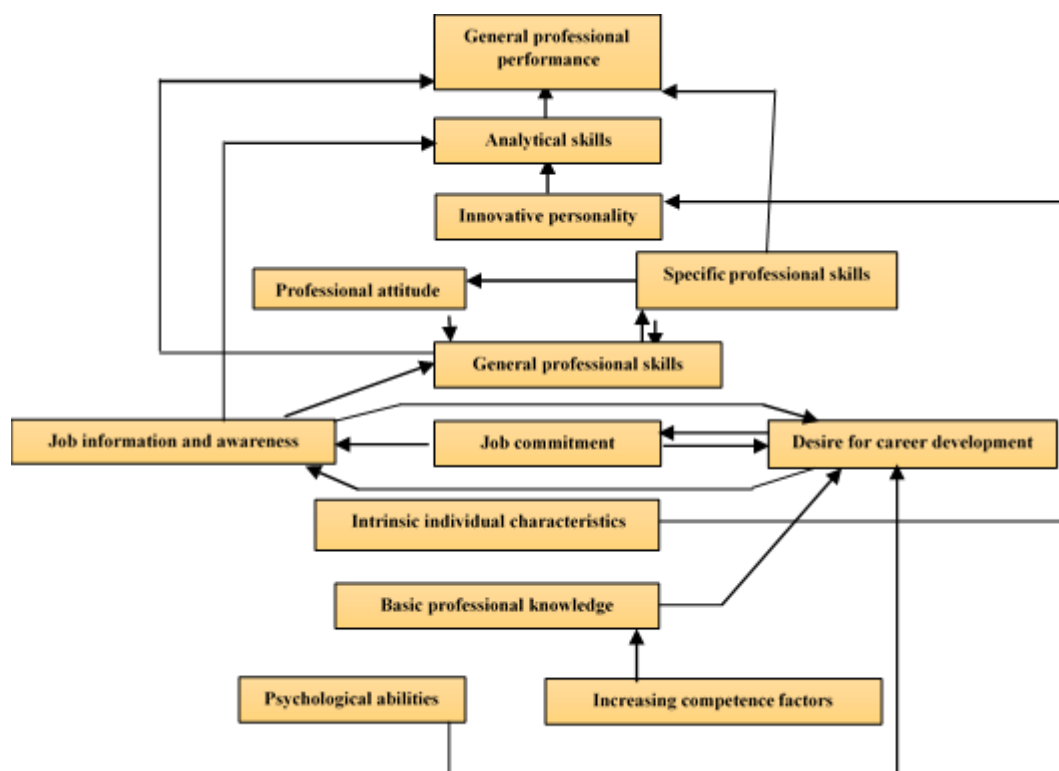 General professional
performance
Analytical skills
Innovative personality
Specific professional skills
Professional attitude
General professional skills
Job information and awareness
Job commitment
Desire for career development
Intrinsic individual characteristics
Basic professional knowledge
Psychological abilities
Increasing competence factors